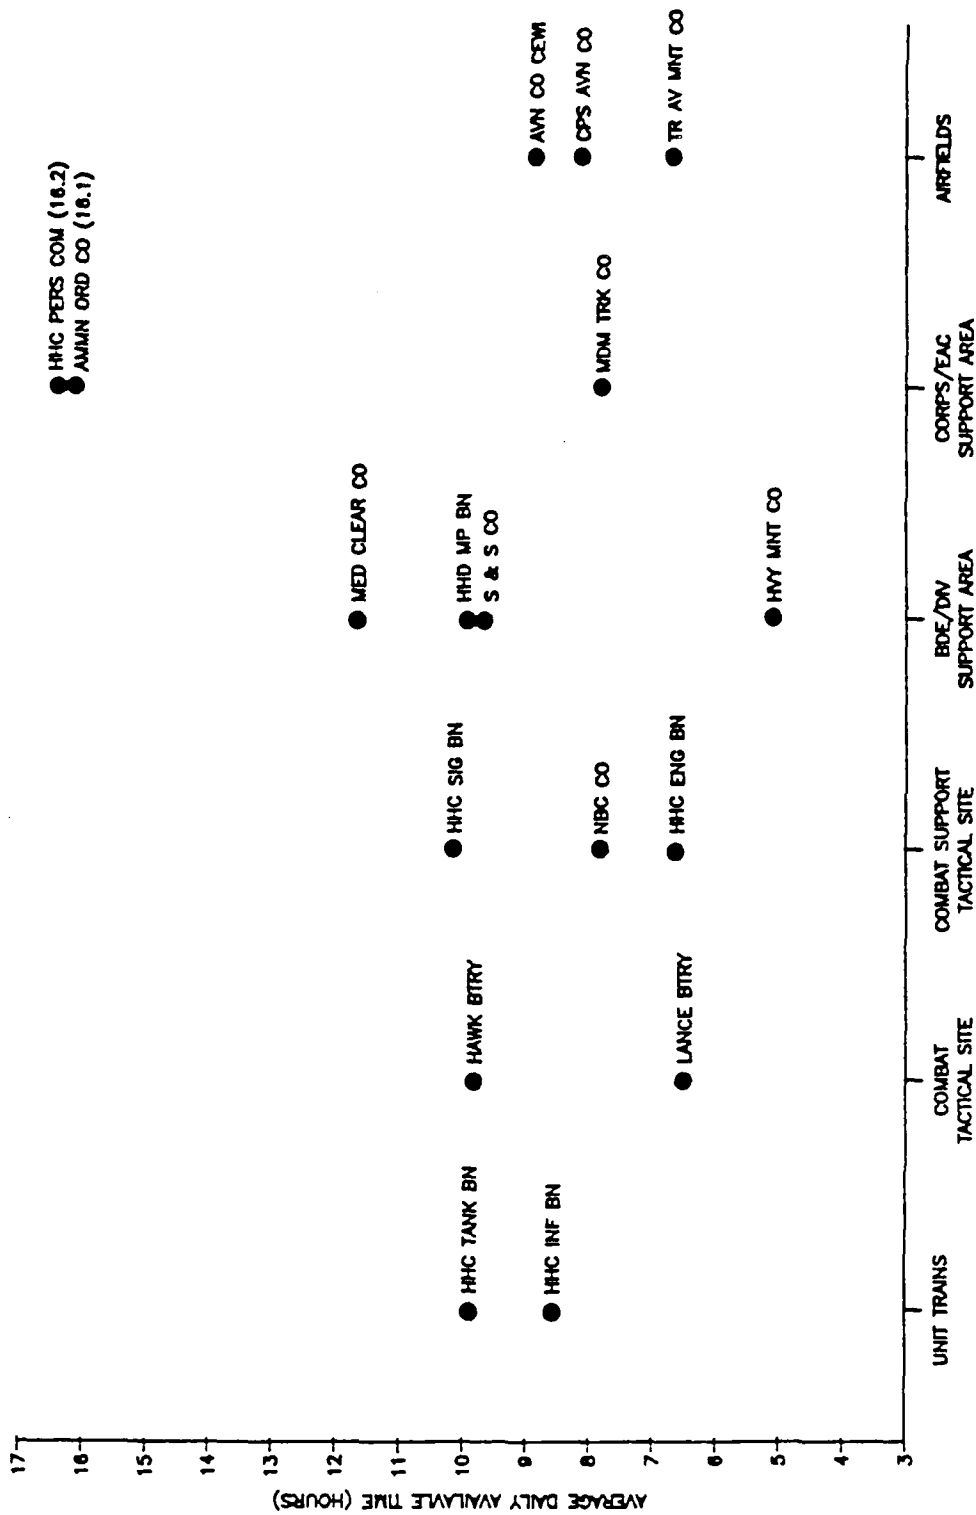 AVERAGE DAILY AVAILAVLE TIME (HOURS)
17
16
15
14
13
12
11
10
9
8
7
6
5
4
3
HHC TANK BN
HHC INF BN
HAWK BTRY
LANCE BTRY
HHC SIG BN
NBC CO
HHC ENG BN
MED CLEAR CO
HHD MP BN
S & S CO
HVY MNT CO
HHC PERS COM (16.2)
AMMN ORD CO (16.1)
MDM TRK CO
AVN CO CEWI
CPS AVN CO
TR AV MNT CO
UNIT TRAINS
COMBAT
TACTICAL SITE
COMBAT SUPPORT
TACTICAL SITE
BDE/DIV
SUPPORT AREA
CORPS/EAC
SUPPORT AREA
AIRFIELDS